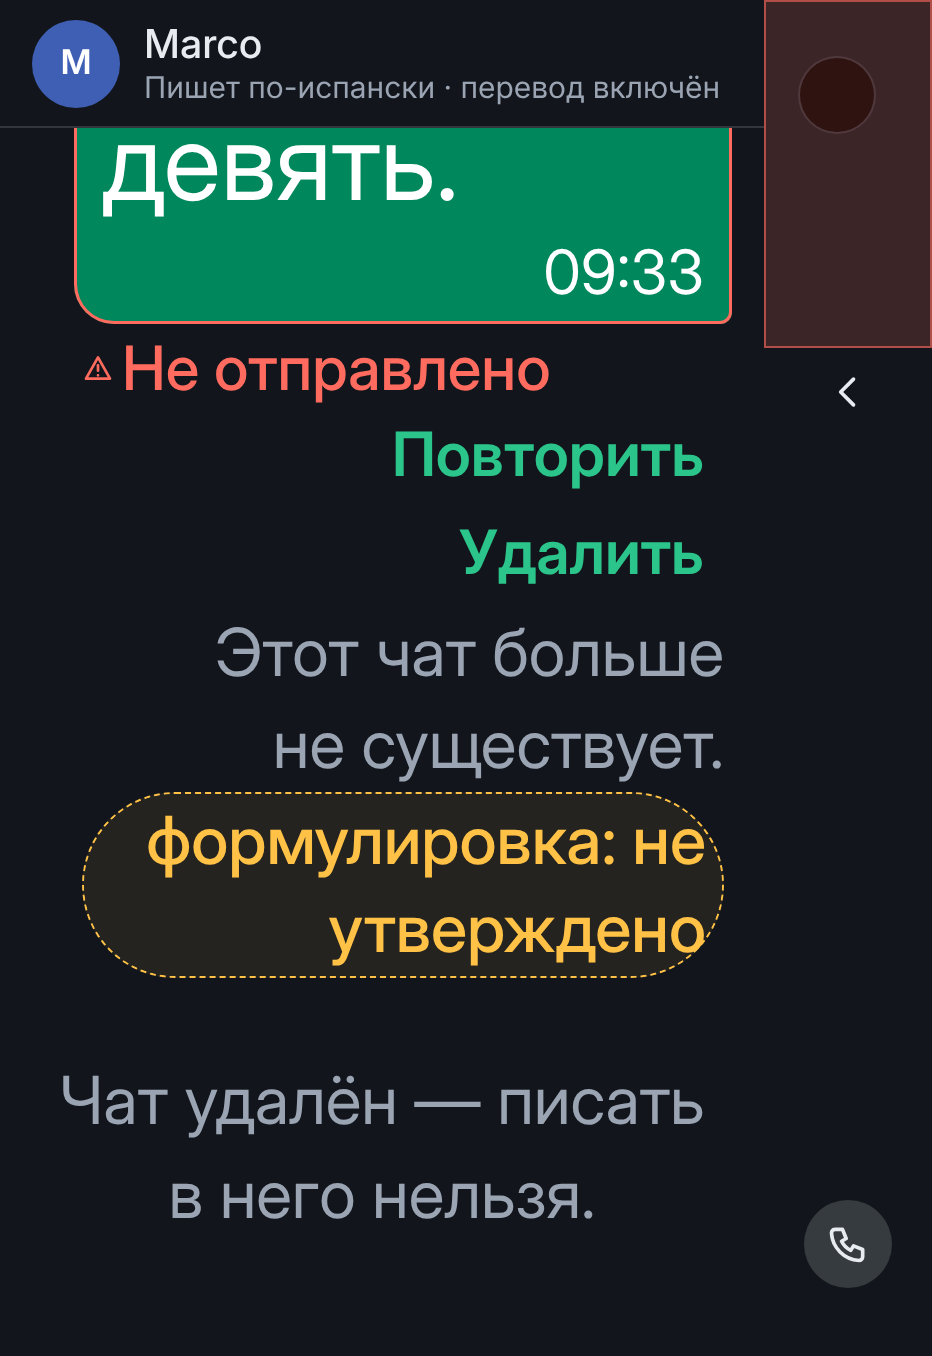 M
Marco
Пишет по-испански · перевод включён
девять.
09:33
Не отправлено
Повторить
Удалить
Этот чат больше
не существует.
формулировка: не
утверждено
Чат удалён — писать
в него нельзя.